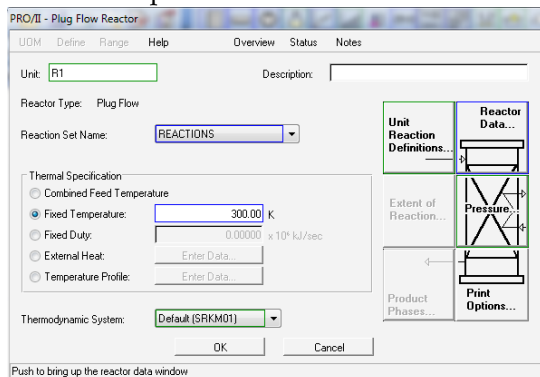 PRO/II - Plug Flow Reactor
UOM Define Range Help Overview Status Notes
Unit: R1 Description:
Reactor Type: Plug Flow
Reaction Set Name: REACTIONS
Thermal Specification
Combined Feed Temperature
Fixed Temperature: 300.00 K
Fixed Duty: 0.00000 x 10⁶ kJ/sec
External Heat: Enter Data...
Temperature Profile: Enter Data...
Thermodynamic System: Default (SRKM01)
OK Cancel
Unit
Reaction
Definitions...
Reactor
Data...
Extent of
Reaction...
Pressure...
Product
Phases...
Print
Options...
Push to bring up the reactor data window